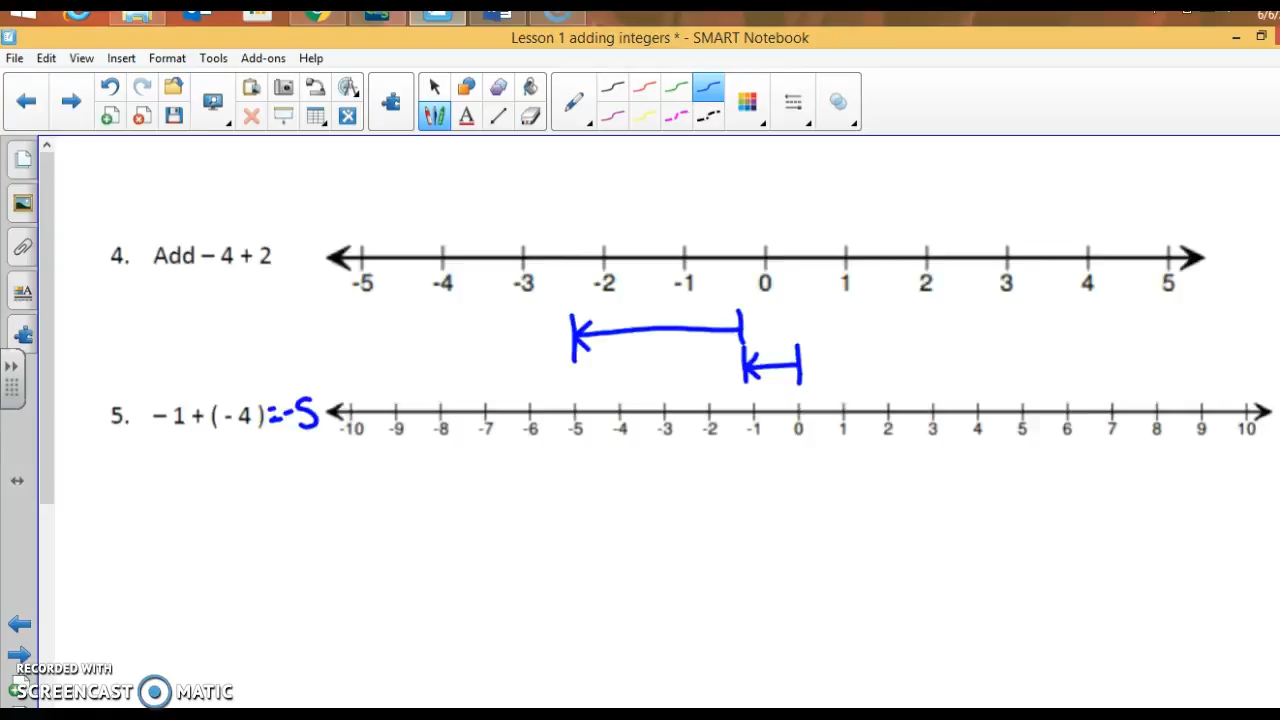 6/6/
Lesson 1 adding integers * - SMART Notebook
File Edit View Insert Format Tools Add-ons Help
4. Add – 4 + 2
-5 -4 -3 -2 -1 0 1 2 3 4 5
5. – 1 + ( - 4 ) = -5
-10 -9 -8 -7 -6 -5 -4 -3 -2 -1 0 1 2 3 4 5 6 7 8 9 10
RECORDED WITH
SCREENCAST MATIC